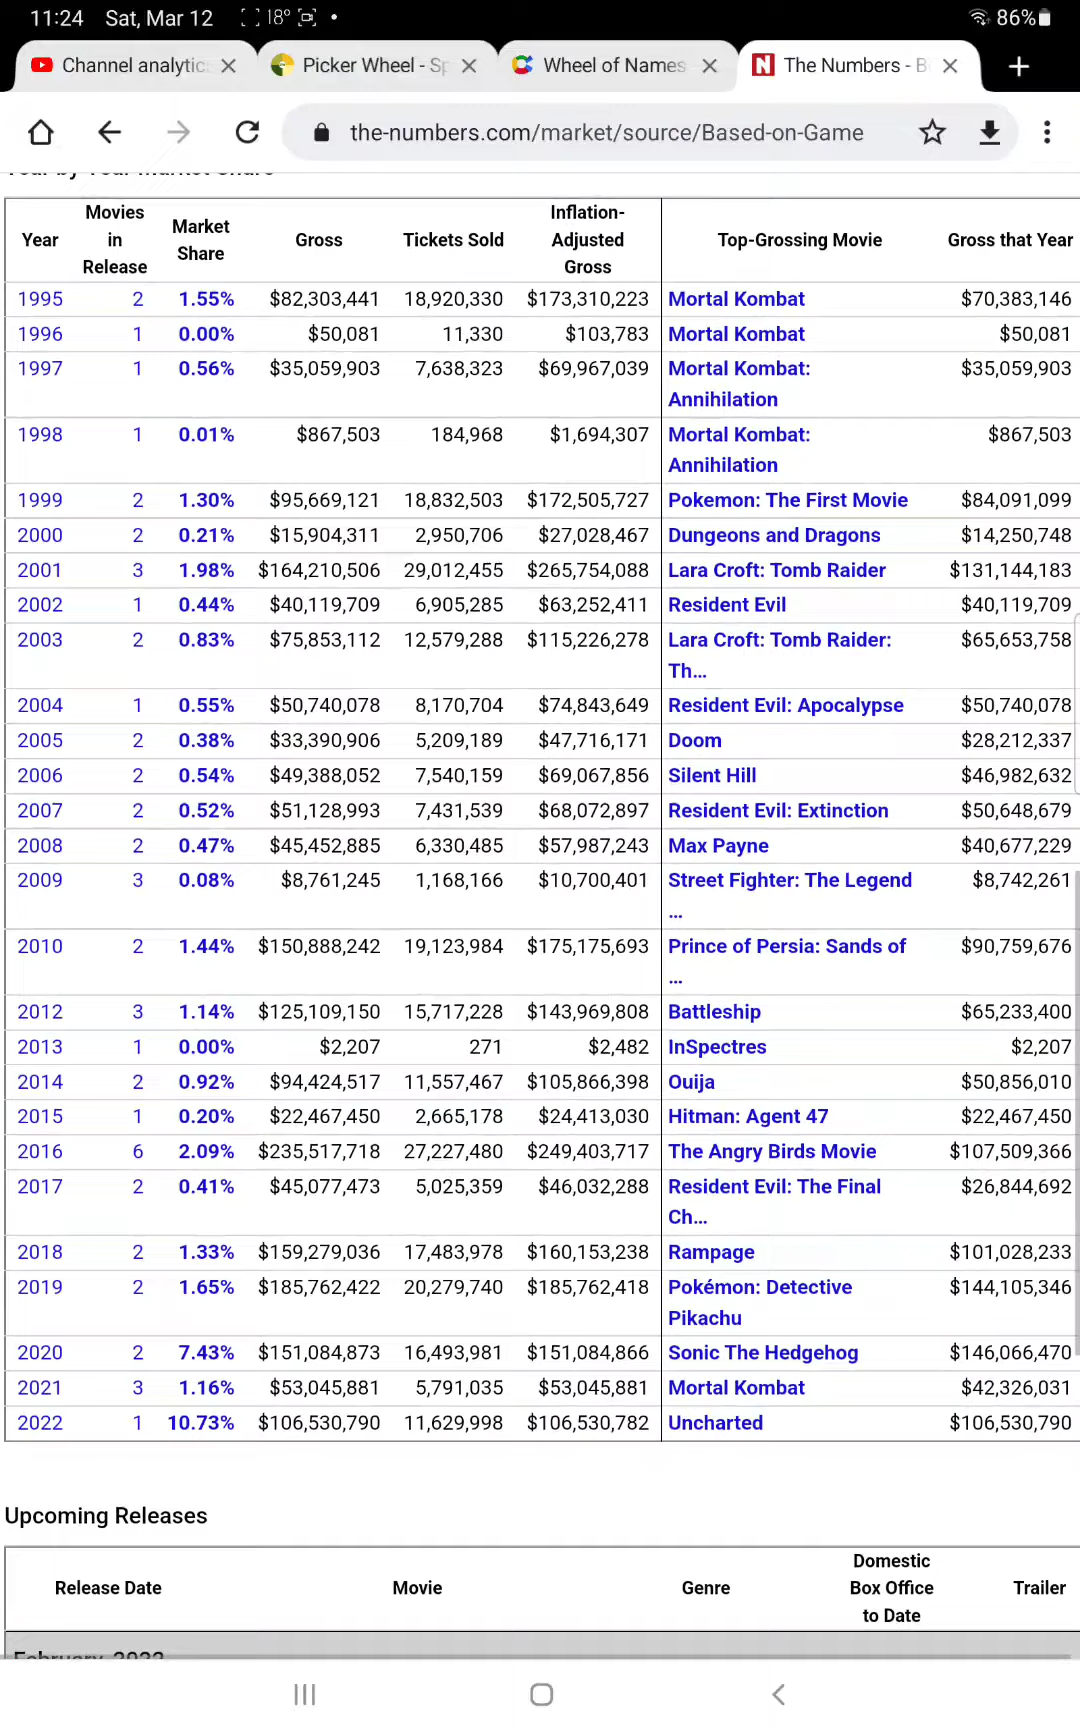 11:24 Sat, Mar 12 18° 86%
Channel analytic
Picker Wheel - Sp
Wheel of Names
The Numbers - B
the-numbers.com/market/source/Based-on-Game
Year by Year Market Share
Year Movies in Release Market Share Gross Tickets Sold Inflation-Adjusted Gross Top-Grossing Movie Gross that Year
1995 2 1.55% $82,303,441 18,920,330 $173,310,223 Mortal Kombat $70,383,146
1996 1 0.00% $50,081 11,330 $103,783 Mortal Kombat $50,081
1997 1 0.56% $35,059,903 7,638,323 $69,967,039 Mortal Kombat: Annihilation $35,059,903
1998 1 0.01% $867,503 184,968 $1,694,307 Mortal Kombat: Annihilation $867,503
1999 2 1.30% $95,669,121 18,832,503 $172,505,727 Pokemon: The First Movie $84,091,099
2000 2 0.21% $15,904,311 2,950,706 $27,028,467 Dungeons and Dragons $14,250,748
2001 3 1.98% $164,210,506 29,012,455 $265,754,088 Lara Croft: Tomb Raider $131,144,183
2002 1 0.44% $40,119,709 6,905,285 $63,252,411 Resident Evil $40,119,709
2003 2 0.83% $75,853,112 12,579,288 $115,226,278 Lara Croft: Tomb Raider: Th... $65,653,758
2004 1 0.55% $50,740,078 8,170,704 $74,843,649 Resident Evil: Apocalypse $50,740,078
2005 2 0.38% $33,390,906 5,209,189 $47,716,171 Doom $28,212,337
2006 2 0.54% $49,388,052 7,540,159 $69,067,856 Silent Hill $46,982,632
2007 2 0.52% $51,128,993 7,431,539 $68,072,897 Resident Evil: Extinction $50,648,679
2008 2 0.47% $45,452,885 6,330,485 $57,987,243 Max Payne $40,677,229
2009 3 0.08% $8,761,245 1,168,166 $10,700,401 Street Fighter: The Legend ... $8,742,261
2010 2 1.44% $150,888,242 19,123,984 $175,175,693 Prince of Persia: Sands of ... $90,759,676
2012 3 1.14% $125,109,150 15,717,228 $143,969,808 Battleship $65,233,400
2013 1 0.00% $2,207 271 $2,482 InSpectres $2,207
2014 2 0.92% $94,424,517 11,557,467 $105,866,398 Ouija $50,856,010
2015 1 0.20% $22,467,450 2,665,178 $24,413,030 Hitman: Agent 47 $22,467,450
2016 6 2.09% $235,517,718 27,227,480 $249,403,717 The Angry Birds Movie $107,509,366
2017 2 0.41% $45,077,473 5,025,359 $46,032,288 Resident Evil: The Final Ch... $26,844,692
2018 2 1.33% $159,279,036 17,483,978 $160,153,238 Rampage $101,028,233
2019 2 1.65% $185,762,422 20,279,740 $185,762,418 Pokémon: Detective Pikachu $144,105,346
2020 2 7.43% $151,084,873 16,493,981 $151,084,866 Sonic The Hedgehog $146,066,470
2021 3 1.16% $53,045,881 5,791,035 $53,045,881 Mortal Kombat $42,326,031
2022 1 10.73% $106,530,790 11,629,998 $106,530,782 Uncharted $106,530,790
Upcoming Releases
Release Date Movie Genre Domestic Box Office to Date Trailer
February, 2022